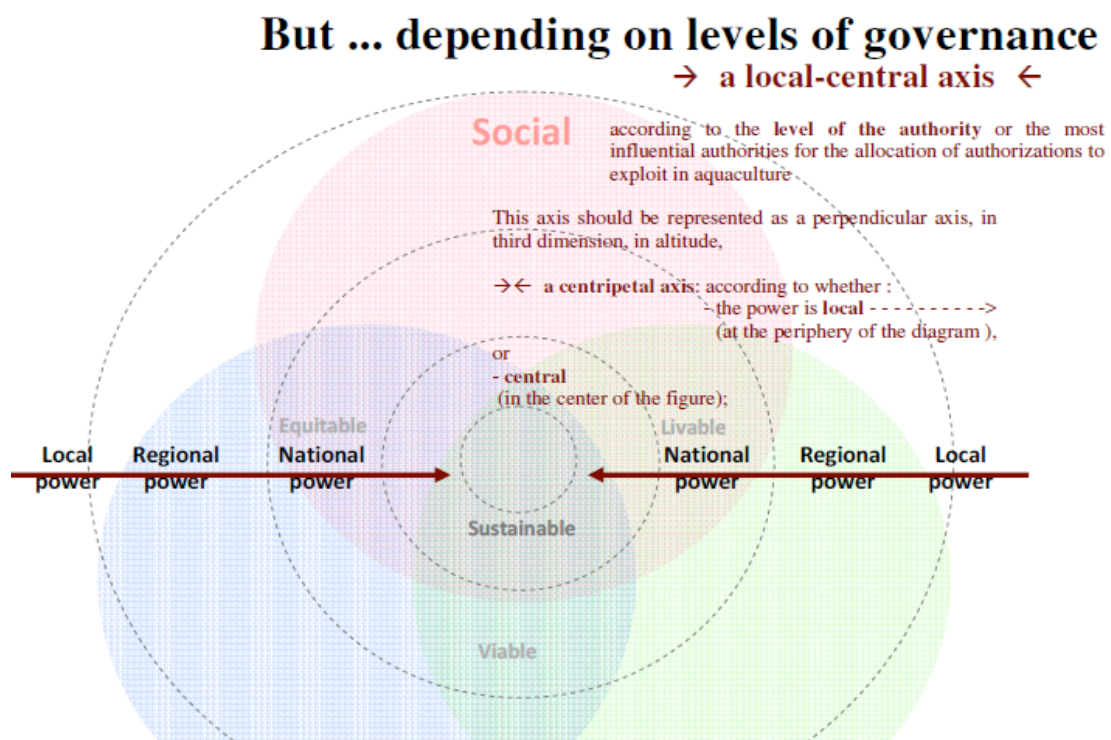 But ... depending on levels of governance
→ a local-central axis ←
Social
according to the level of the authority or the most
influential authorities for the allocation of authorizations to
exploit in aquaculture
This axis should be represented as a perpendicular axis, in
third dimension, in altitude,
→← a centripetal axis: according to whether :
- the power is local - - - - - - - - - - ->
(at the periphery of the diagram ),
or
- central
(in the center of the figure);
Equitable
Livable
Local power
Regional power
National power
National power
Regional power
Local power
Sustainable
Viable